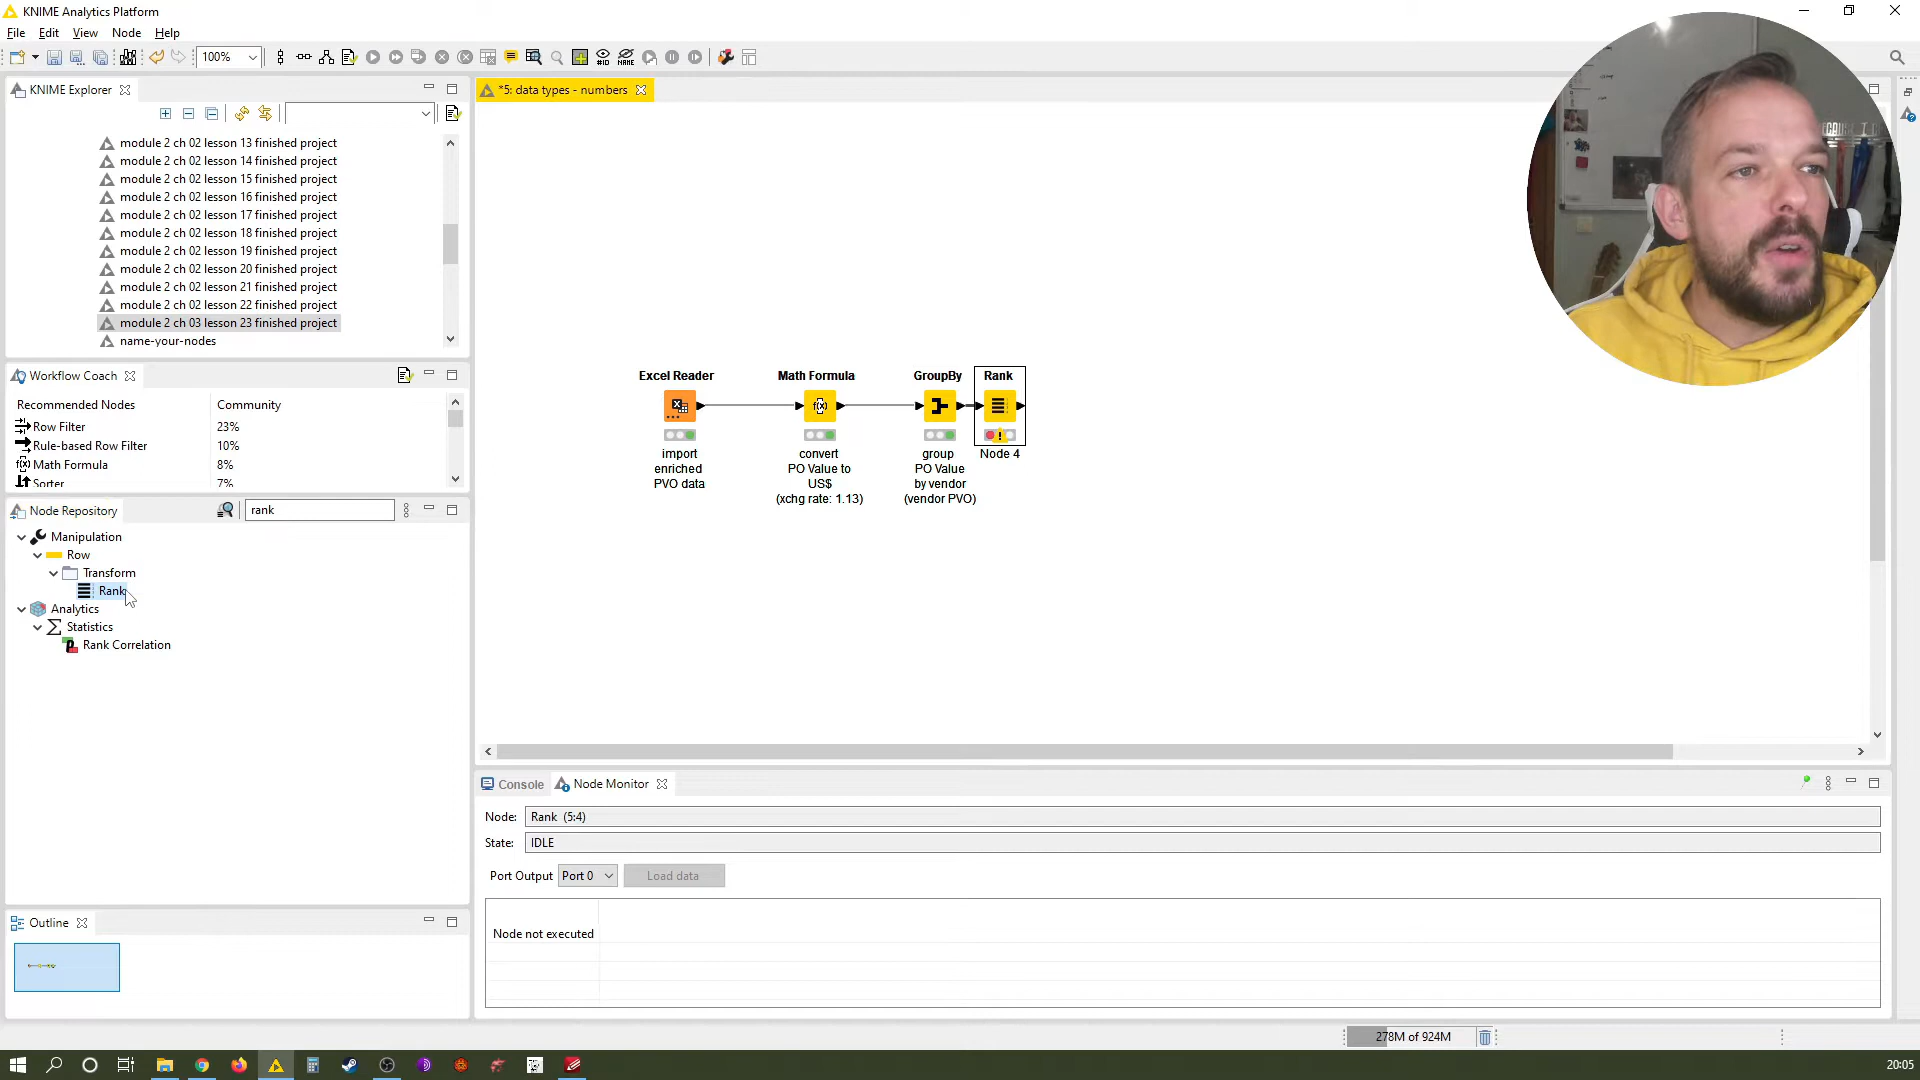 KNIME Analytics Platform
File Edit View Node Help
100%
KNIME Explorer
module 2 ch 02 lesson 13 finished project
module 2 ch 02 lesson 14 finished project
module 2 ch 02 lesson 15 finished project
module 2 ch 02 lesson 16 finished project
module 2 ch 02 lesson 17 finished project
module 2 ch 02 lesson 18 finished project
module 2 ch 02 lesson 19 finished project
module 2 ch 02 lesson 20 finished project
module 2 ch 02 lesson 21 finished project
module 2 ch 02 lesson 22 finished project
module 2 ch 03 lesson 23 finished project
name-your-nodes
Workflow Coach
Recommended Nodes Community
Row Filter 23%
Rule-based Row Filter 10%
Math Formula 8%
Sorter 7%
Node Repository
rank
Manipulation
Row
Transform
Rank
Analytics
Statistics
Rank Correlation
Outline
*5: data types - numbers
Excel Reader
import
enriched
PVO data
Math Formula
convert
PO Value to
US$
(xchg rate: 1.13)
GroupBy
group
PO Value
by vendor
(vendor PVO)
Rank
Node 4
Console
Node Monitor
Node: Rank (5:4)
State: IDLE
Port Output Port 0 Load data
Node not executed
278M of 924M
20:05